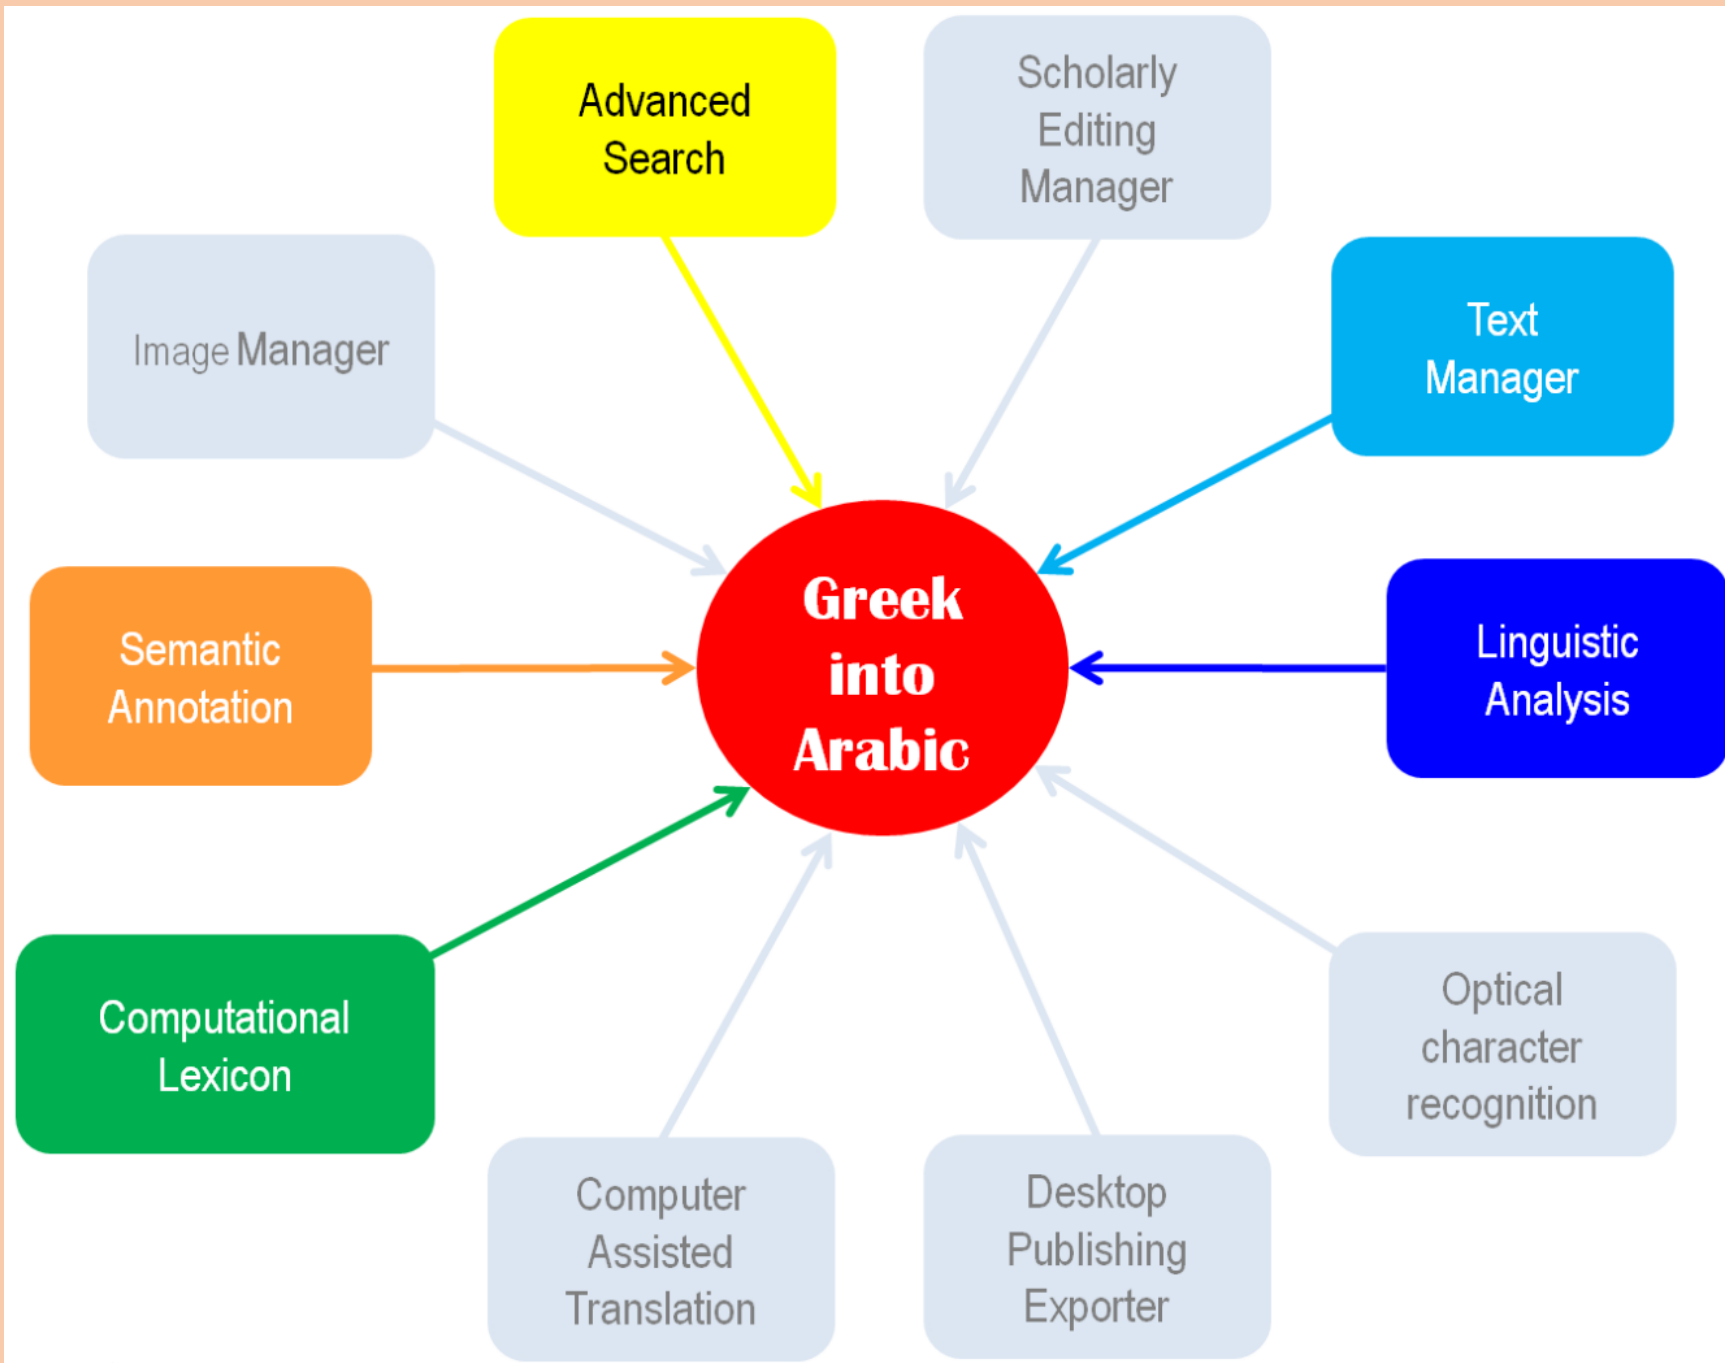 Advanced
Search
Scholarly
Editing
Manager
Image Manager
Text
Manager
Greek
into
Arabic
Semantic
Annotation
Linguistic
Analysis
Computational
Lexicon
Optical
character
recognition
Computer
Assisted
Translation
Desktop
Publishing
Exporter